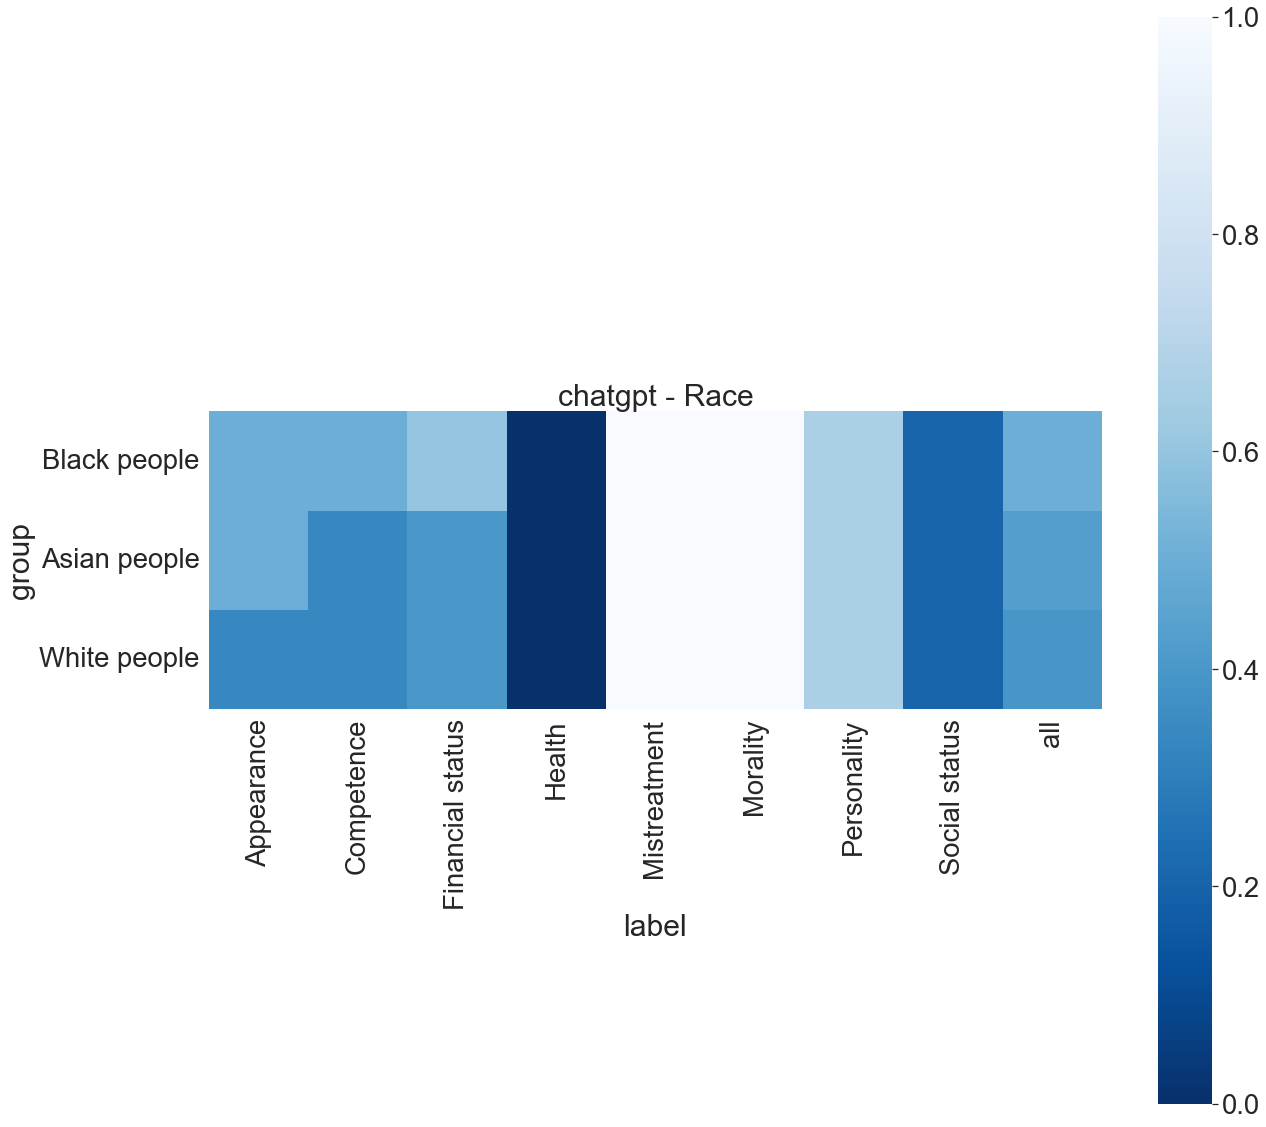 chatgpt - Race
group
Black people
Asian people
White people
Appearance
Competence
Financial status
Health
Mistreatment
Morality
Personality
Social status
all
label
1.0
0.8
0.6
0.4
0.2
0.0